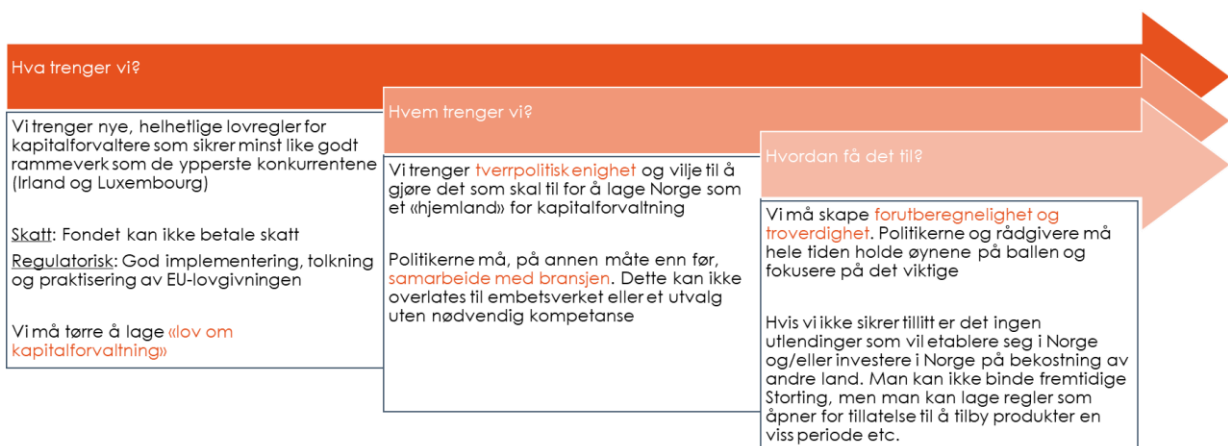 Hva trenger vi?
Vi trenger nye, helhetlige lovregler for
kapitalforvaltere som sikrer minst like godt
rammeverk som de ypperste konkurrentene
(Irland og Luxembourg)
Skatt: Fondet kan ikke betale skatt
Regulatorisk: God implementering, tolkning
og praktisering av EU-lovgivningen
Vi må tørre å lage «lov om
kapitalforvaltning»
Hvem trenger vi?
Vi trenger tverrpolitisk enighet og vilje til å
gjøre det som skal til for å lage Norge som
et «hjemland» for kapitalforvaltning
Politikerne må, på annen måte enn før,
samarbeide med bransjen. Dette kan ikke
overlates til embetsverket eller et utvalg
uten nødvendig kompetanse
Hvordan få det til?
Vi må skape forutberegnelighet og
troverdighet. Politikerne og rådgivere må
hele tiden holde øynene på ballen og
fokusere på det viktige
Hvis vi ikke sikrer tillitt er det ingen
utlendinger som vil etablere seg i Norge
og/eller investere i Norge på bekostning av
andre land. Man kan ikke binde fremtidige
Storting, men man kan lage regler som
åpner for tillatelse til å tilby produkter en
viss periode etc.